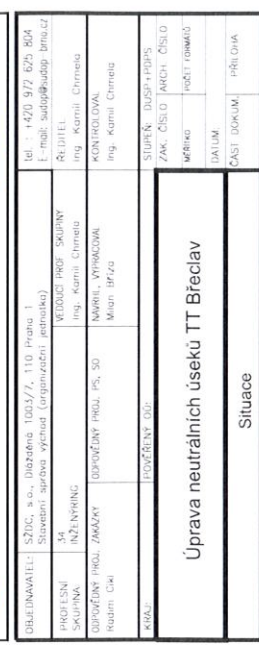 tel. : +420 972 625 804
E-mail: sudop@sudop-brno.cz
OBJEDNAVATEL: SŽDC, s.o., Dlážděná 1003/7, 110 Praha 1
Stavební správa východ (organizační jednotka)
PROFESNÍ SKUPINA: 34 INŽENÝRING
VEDOUCÍ PROF. SKUPINY
Ing. Kamil Chmela
ŘEDITEL
Ing. Kamil Chmela
ODPOVĚDNÝ PROJ. ZAKÁZKY
Radim Cikl
ODPOVĚDNÝ PROJ. PS, SO
NAVRHL, VYPRACOVAL
Milan Bříza
KONTROLOVAL
Ing. Kamil Chmela
KRAJ:
POVĚŘENÝ OÚ:
STUPEŇ: DUSP+PDPS
Úprava neutrálních úseků TT Břeclav
ZAK. ČÍSLO ARCH. ČÍSLO
MĚŘÍTKO POČET FORMÁTŮ
DATUM:
Situace
ČÁST DOKUM. PŘÍLOHA